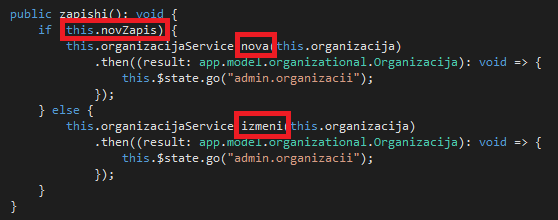 public zapishi(): void {
if (this.novZapis) {
this.organizacijaService.nova(this.organizacija)
.then((result: app.model.organizational.Organizacija): void => {
this.$state.go("admin.organizacii");
});
} else {
this.organizacijaService.izmeni(this.organizacija)
.then((result: app.model.organizational.Organizacija): void => {
this.$state.go("admin.organizacii");
});
}
}